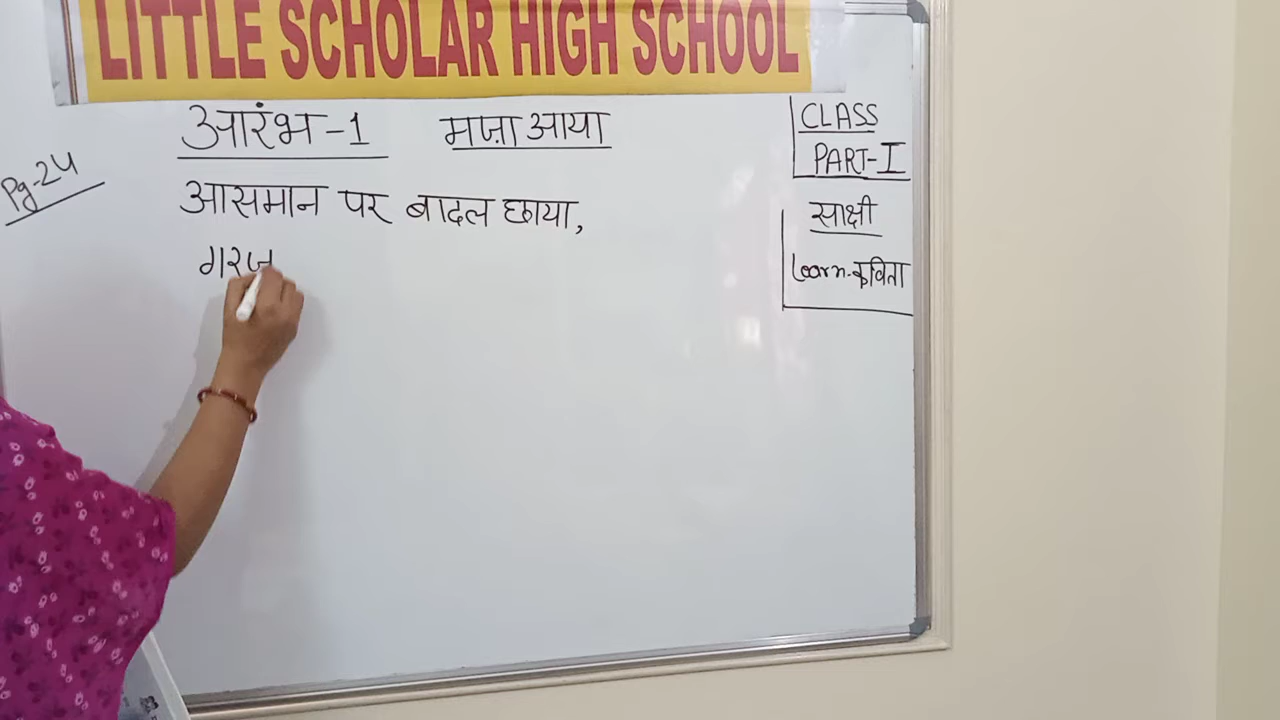 LITTLE SCHOLAR HIGH SCHOOL
आरंभ-1 मज़ा आया
CLASS
PART-I
Pg-24
आसमान पर बादल छाया,
साक्षी
गरज
Learn-कविता